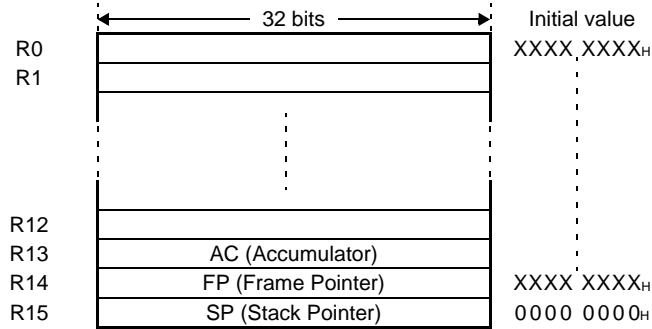 32 bits Initial value
R0 XXXX XXXXH
R1
R12
R13 AC (Accumulator)
R14 FP (Frame Pointer) XXXX XXXXH
R15 SP (Stack Pointer) 0000 0000H